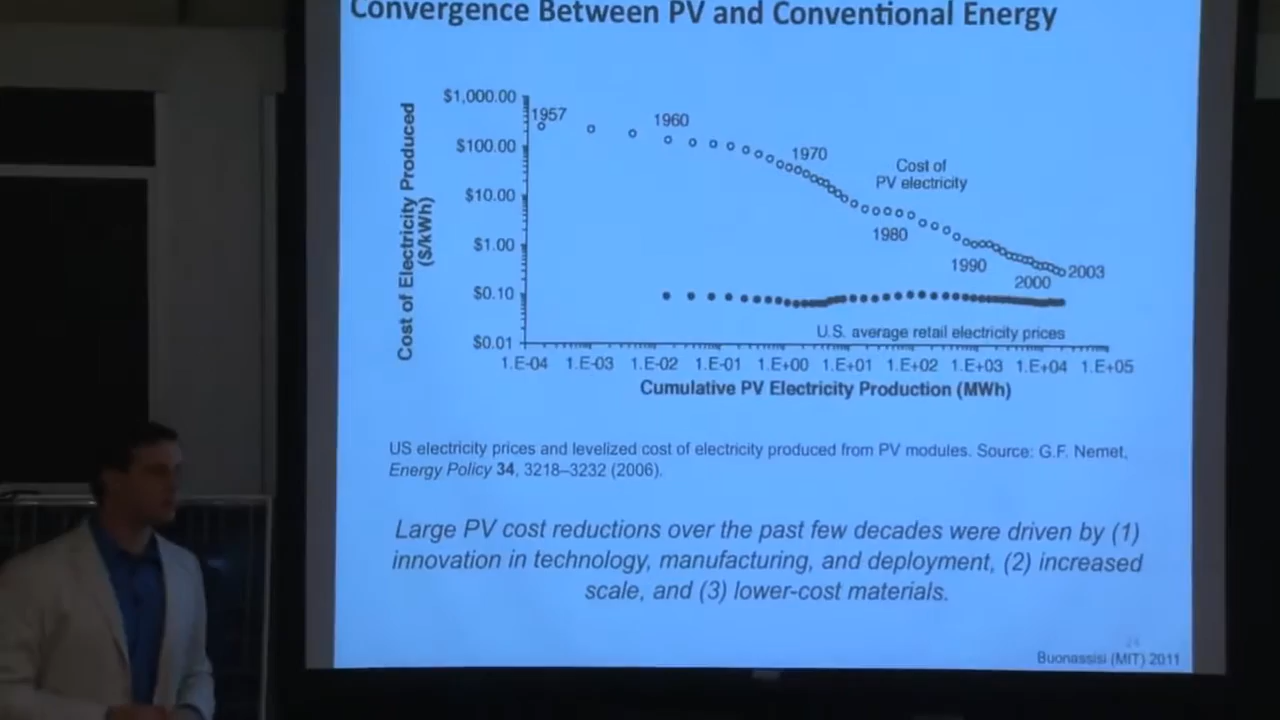 Convergence Between PV and Conventional Energy
Cost of Electricity Produced
($/kWh)
$1,000.00
$100.00
$10.00
$1.00
$0.10
$0.01
1957
1960
1970
1980
1990
2000
2003
Cost of
PV electricity
U.S. average retail electricity prices
1.E-04 1.E-03 1.E-02 1.E-01 1.E+00 1.E+01 1.E+02 1.E+03 1.E+04 1.E+05
Cumulative PV Electricity Production (MWh)
US electricity prices and levelized cost of electricity produced from PV modules. Source: G.F. Nemet,
Energy Policy 34, 3218–3232 (2006).
Large PV cost reductions over the past few decades were driven by (1)
innovation in technology, manufacturing, and deployment, (2) increased
scale, and (3) lower-cost materials.
Buonassisi (MIT) 2011